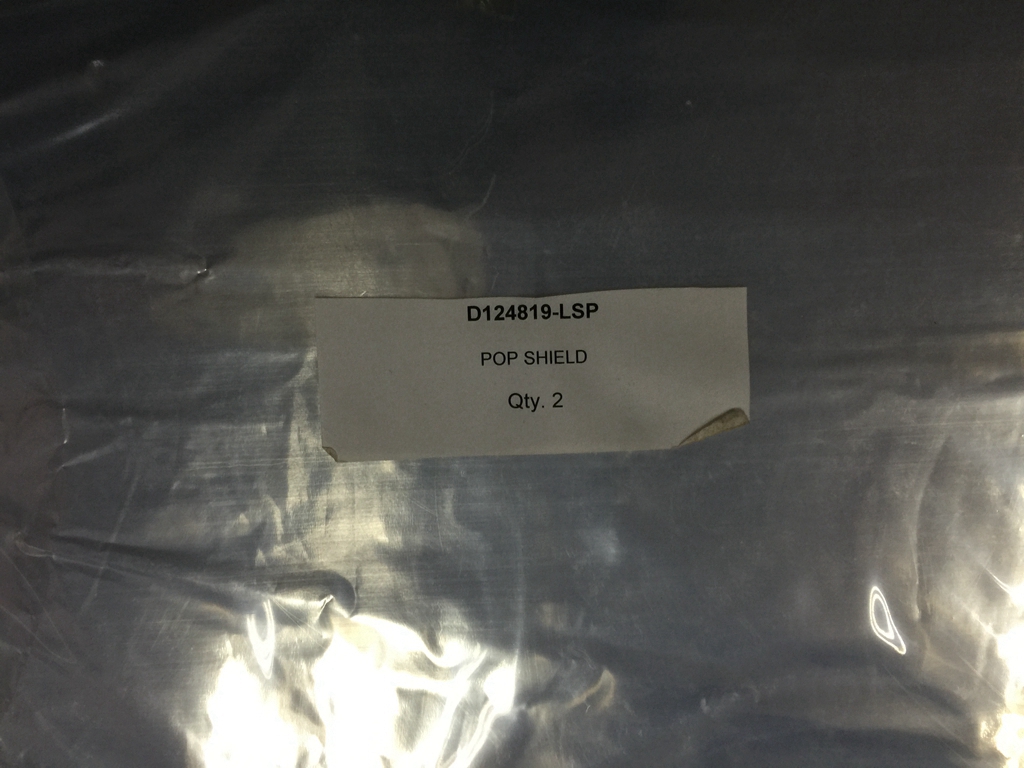 D124819-LSP
POP SHIELD
Qty. 2